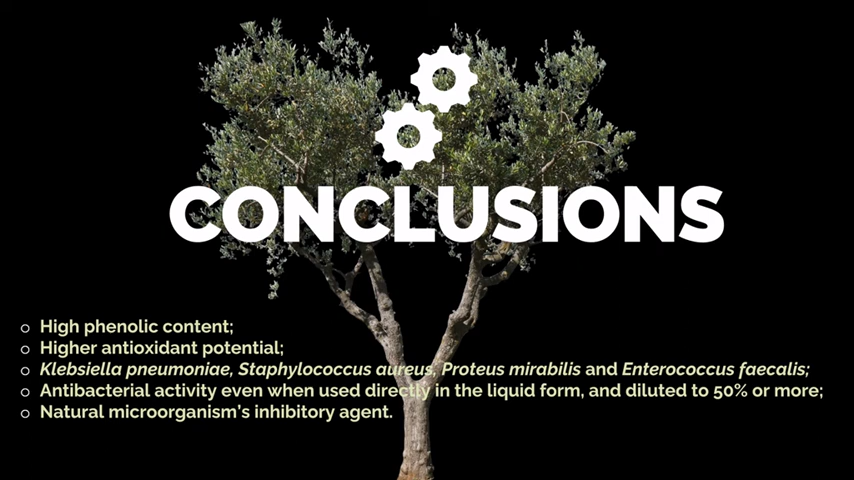 CONCLUSIONS
○ High phenolic content;
○ Higher antioxidant potential;
○ Klebsiella pneumoniae, Staphylococcus aureus, Proteus mirabilis and Enterococcus faecalis;
○ Antibacterial activity even when used directly in the liquid form, and diluted to 50% or more;
○ Natural microorganism's inhibitory agent.